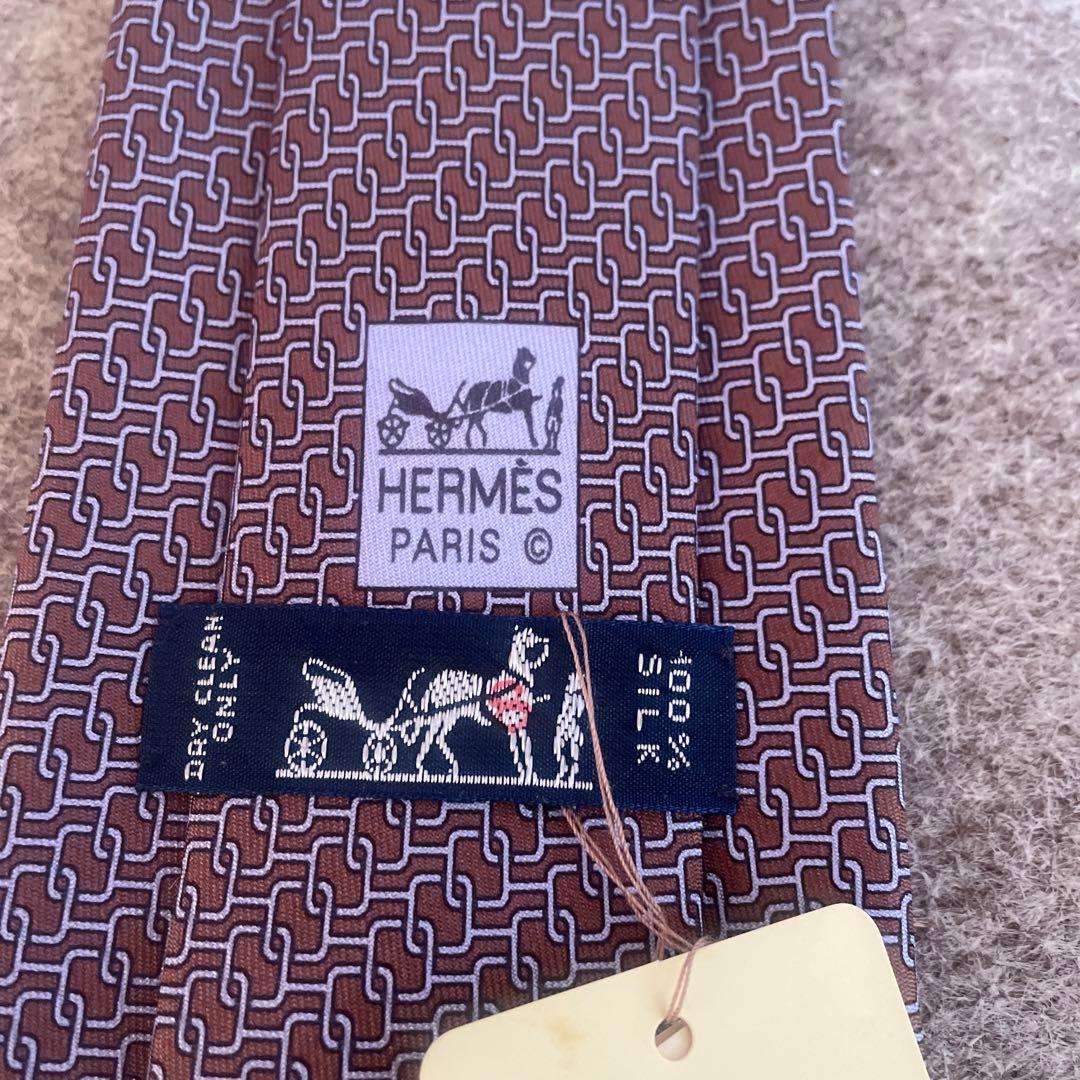 HERMÈS
PARIS ©
DRY CLEAN
ONLY
100%
SILK